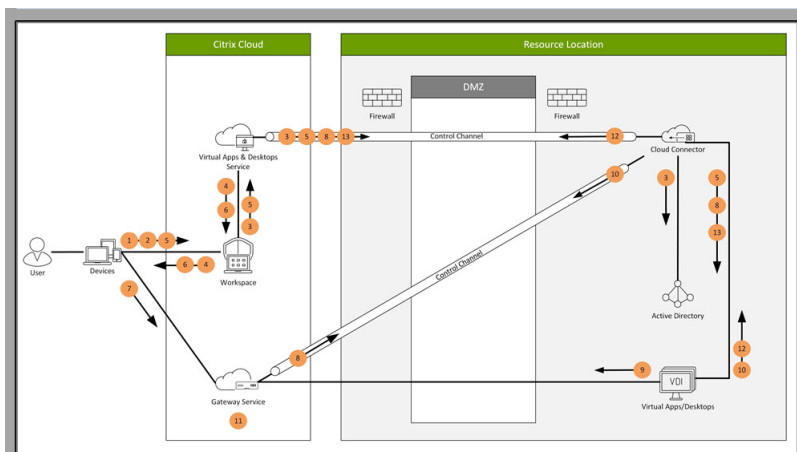 Citrix Cloud
Resource Location
DMZ
Firewall
Firewall
3 5 8 13
Control Channel
12
Virtual Apps & Desktops
Service
Cloud Connector
4
6
5
3
10
3
5
8
13
1 2 5
User
Devices
6 4
Workspace
Control Channel
7
Active Directory
8
12
10
9
VDI
Gateway Service
Virtual Apps/Desktops
11